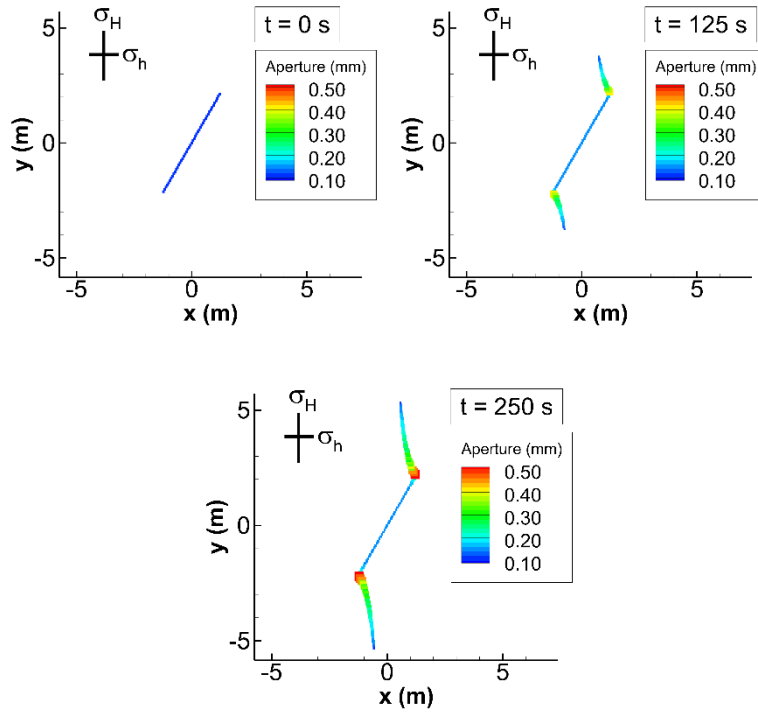 σH
σh
t = 0 s
Aperture (mm)
0.50
0.40
0.30
0.20
0.10
5
0
-5
y (m)
-5 0 5
x (m)
σH
σh
t = 125 s
Aperture (mm)
0.50
0.40
0.30
0.20
0.10
5
0
-5
y (m)
-5 0 5
x (m)
σH
σh
t = 250 s
Aperture (mm)
0.50
0.40
0.30
0.20
0.10
5
0
-5
y (m)
-5 0 5
x (m)